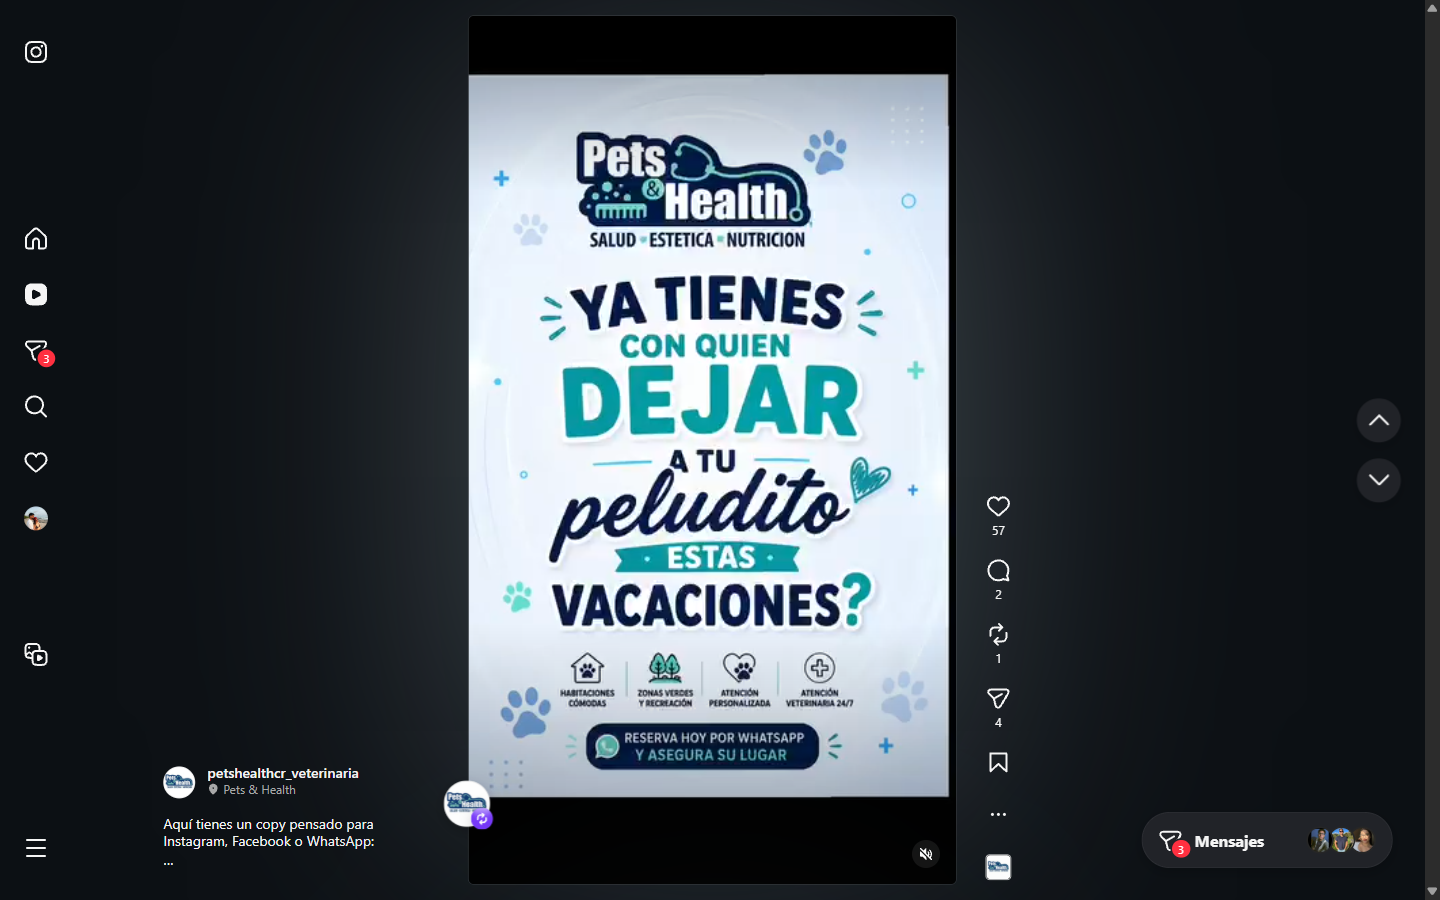 Pets
&
Health
SALUD • ESTETICA • NUTRICION
YA TIENES
CON QUIEN
DEJAR
A TU
peludito
ESTAS
VACACIONES?
HABITACIONES
CÓMODAS
ZONAS VERDES
Y RECREACIÓN
ATENCIÓN
PERSONALIZADA
ATENCIÓN
VETERINARIA 24/7
RESERVA HOY POR WHATSAPP
Y ASEGURA SU LUGAR
3
57
2
1
4
petshealthcr_veterinaria
Pets & Health
Aquí tienes un copy pensado para
Instagram, Facebook o WhatsApp:
...
3
Mensajes